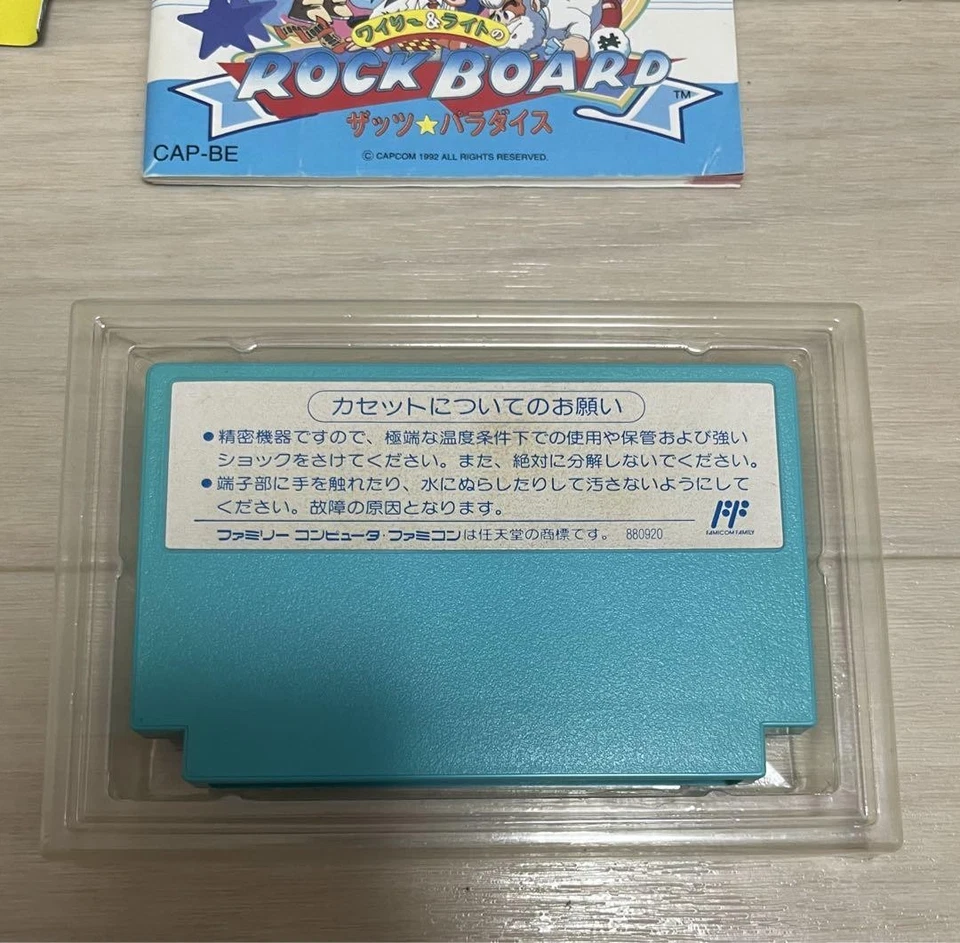 ワイリー&ライトの
ROCK BOARD
TM
ザッツ★パラダイス
CAP-BE
© CAPCOM 1992 ALL RIGHTS RESERVED.
カセットについてのお願い
●精密機器ですので、極端な温度条件下での使用や保管および強い
ショックをさけてください。また、絶対に分解しないでください。
●端子部に手を触れたり、水にぬらしたりして汚さないようにして
ください。故障の原因となります。
FF
FAMICOM FAMILY
ファミリーコンピュータ・ファミコンは任天堂の商標です。 880920